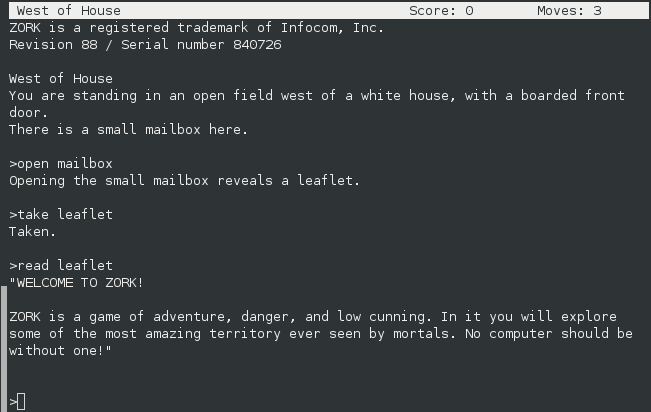 West of House Score: 0 Moves: 3
ZORK is a registered trademark of Infocom, Inc.
Revision 88 / Serial number 840726
West of House
You are standing in an open field west of a white house, with a boarded front
door.
There is a small mailbox here.
>open mailbox
Opening the small mailbox reveals a leaflet.
>take leaflet
Taken.
>read leaflet
"WELCOME TO ZORK!
ZORK is a game of adventure, danger, and low cunning. In it you will explore
some of the most amazing territory ever seen by mortals. No computer should be
without one!"
>